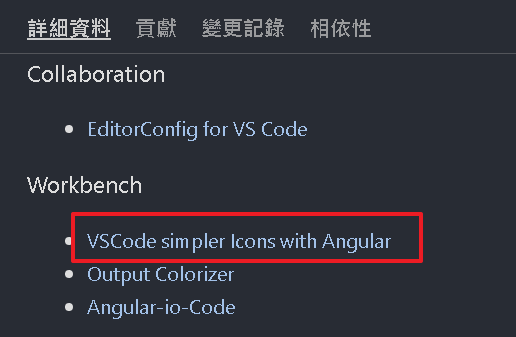 詳細資料 貢獻 變更記錄 相依性
Collaboration
EditorConfig for VS Code
Workbench
VSCode simpler Icons with Angular
Output Colorizer
Angular-io-Code